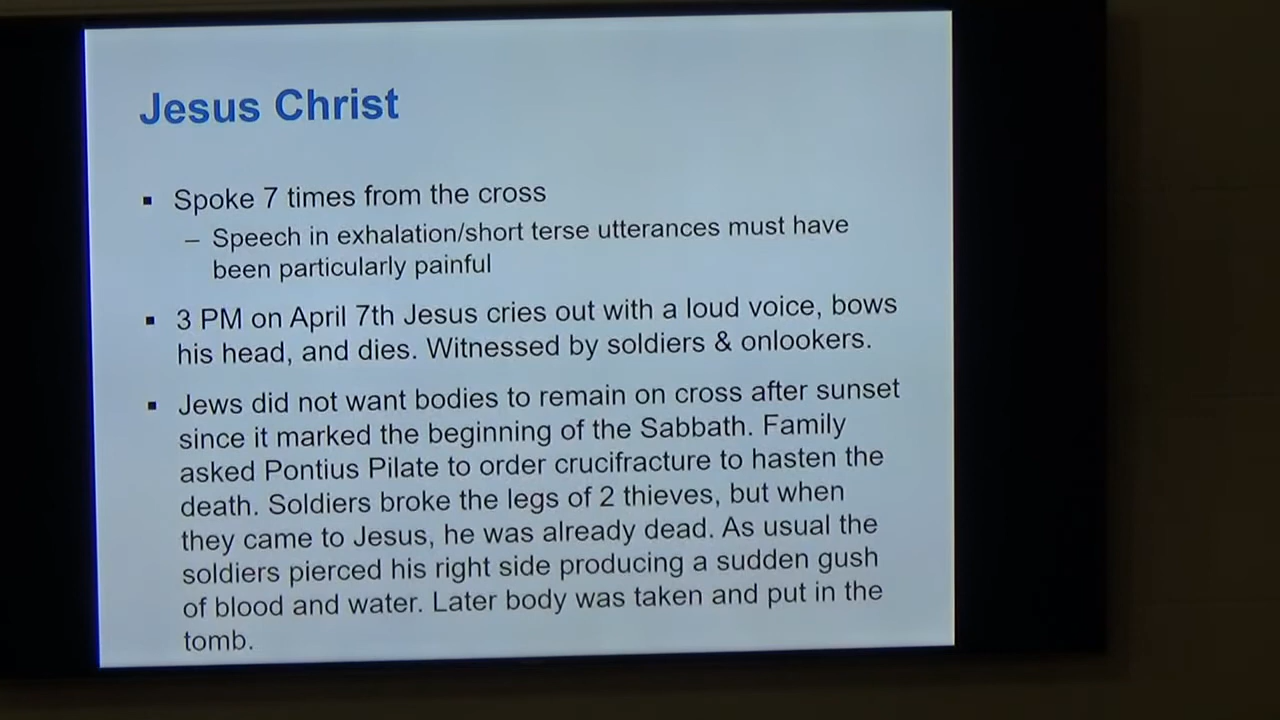 Jesus Christ
▪ Spoke 7 times from the cross
– Speech in exhalation/short terse utterances must have
been particularly painful
▪ 3 PM on April 7th Jesus cries out with a loud voice, bows
his head, and dies. Witnessed by soldiers & onlookers.
▪ Jews did not want bodies to remain on cross after sunset
since it marked the beginning of the Sabbath. Family
asked Pontius Pilate to order crucifracture to hasten the
death. Soldiers broke the legs of 2 thieves, but when
they came to Jesus, he was already dead. As usual the
soldiers pierced his right side producing a sudden gush
of blood and water. Later body was taken and put in the
tomb.